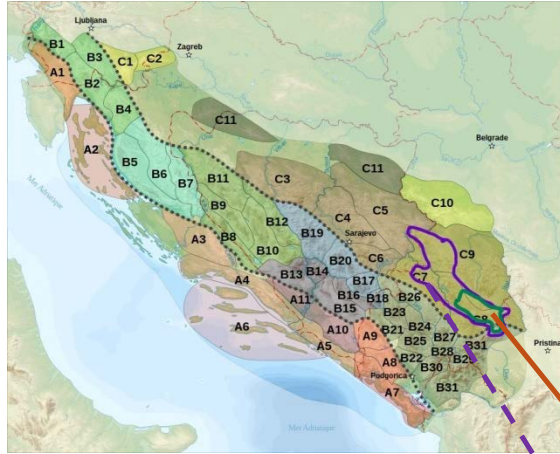 Ljubljana
Zagreb
B1
B3
C1
C2
A1
B2
B4
C11
A2
Belgrade
B5
B6
B7
B11
C3
C11
C5
C10
B9
B12
C4
B19
Sarajevo
A3
B8
B10
B20
C6
C9
A4
B13
B14
B17
C7
A11
B16
B18
B26
B15
B23
C8
A6
A10
A5
A9
B21
B24
B27
B31
B25
B28
B29
Pristina
A8
B22
B30
Podgorica
B31
A7
Mer Adriatique
Mer Adriatique